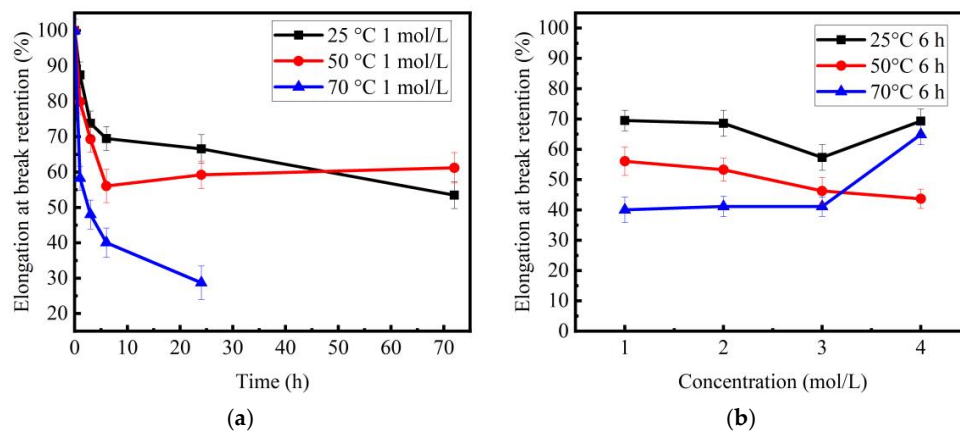 100
90
80
70
60
50
40
30
20
Elongation at break retention (%)
25 °C 1 mol/L
50 °C 1 mol/L
70 °C 1 mol/L
0 10 20 30 40 50 60 70
Time (h)
(a)
100
90
80
70
60
50
40
30
20
10
0
Elongation at break retention (%)
25°C 6 h
50°C 6 h
70°C 6 h
1 2 3 4
Concentration (mol/L)
(b)